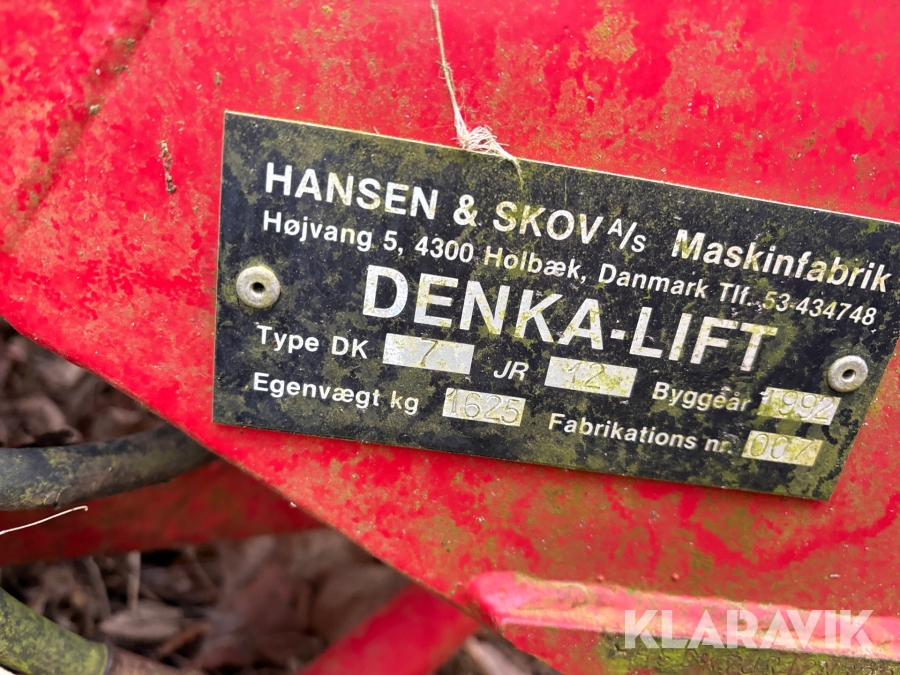 HANSEN & SKOV A/S Maskinfabrik
Højvang 5, 4300 Holbæk, Danmark Tlf. 53-434748
DENKA-LIFT
Type DK 7 JR 12 Byggeår 1992
Egenvægt kg 1625 Fabrikations nr. 007
KLARAVIK